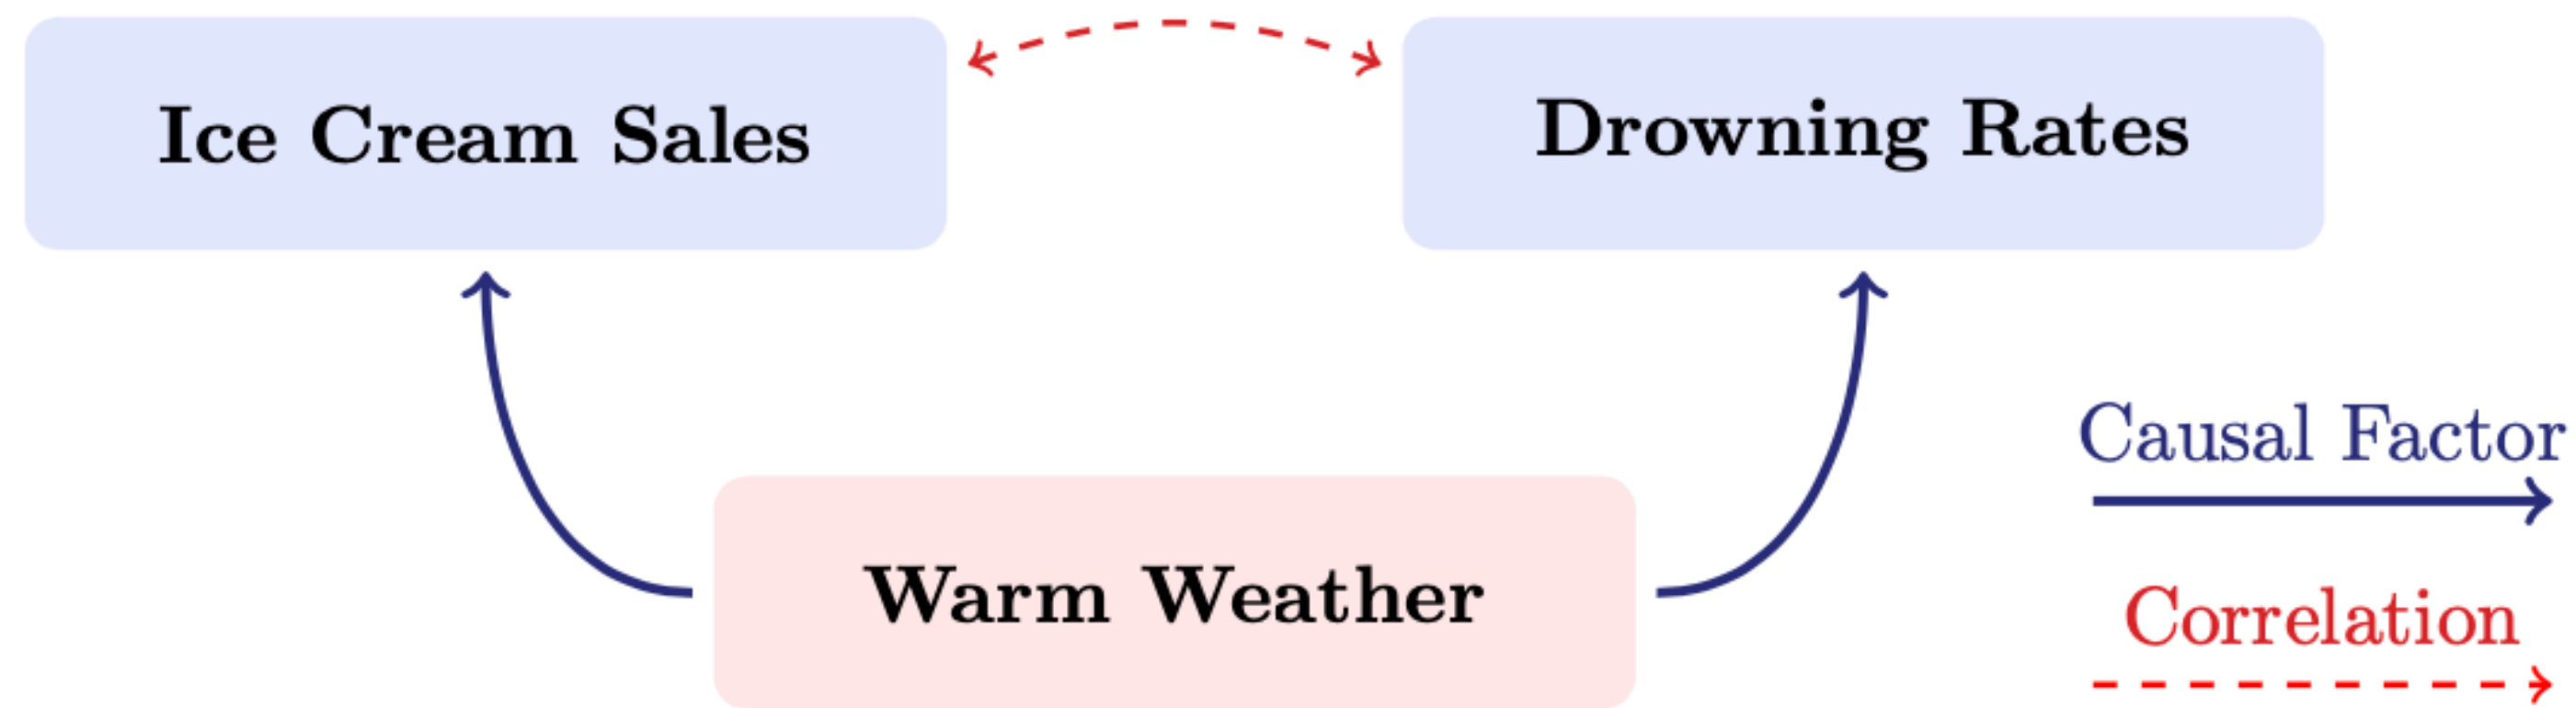 Ice Cream Sales
Drowning Rates
Warm Weather
Causal Factor
Correlation